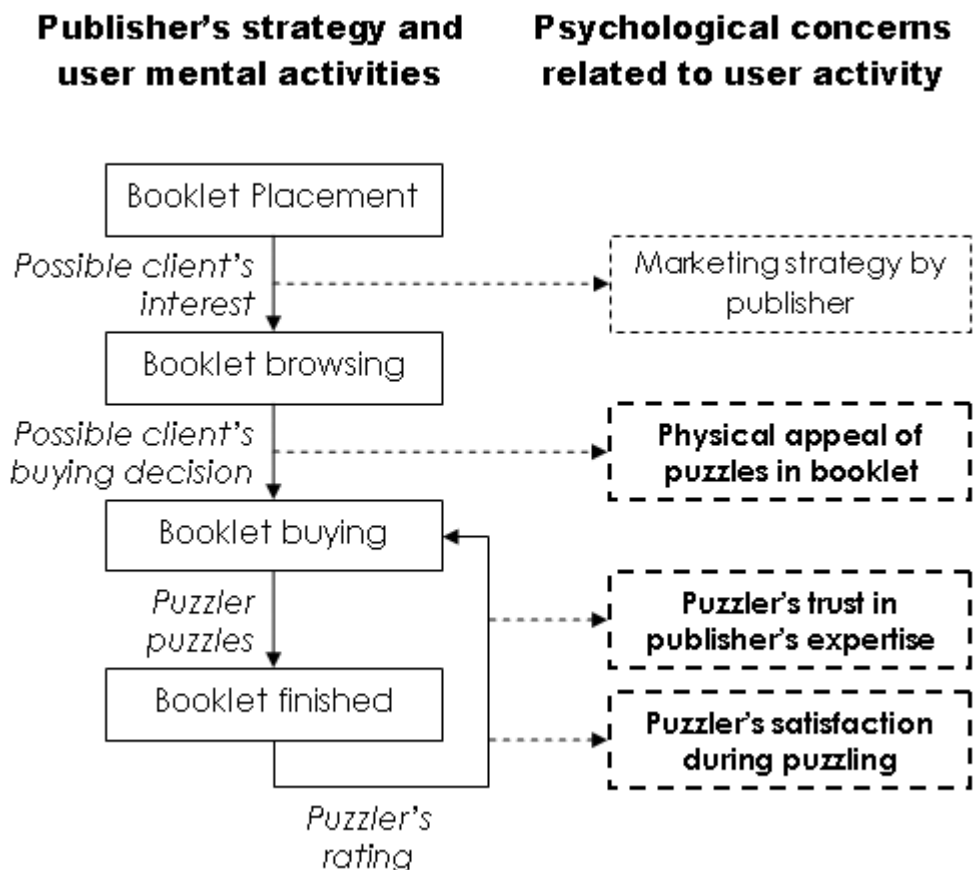 Publisher's strategy and
user mental activities
Psychological concerns
related to user activity
Booklet Placement
Possible client's
interest
Marketing strategy by
publisher
Booklet browsing
Possible client's
buying decision
Physical appeal of
puzzles in booklet
Booklet buying
Puzzler
puzzles
Puzzler's trust in
publisher's expertise
Booklet finished
Puzzler's satisfaction
during puzzling
Puzzler's
rating